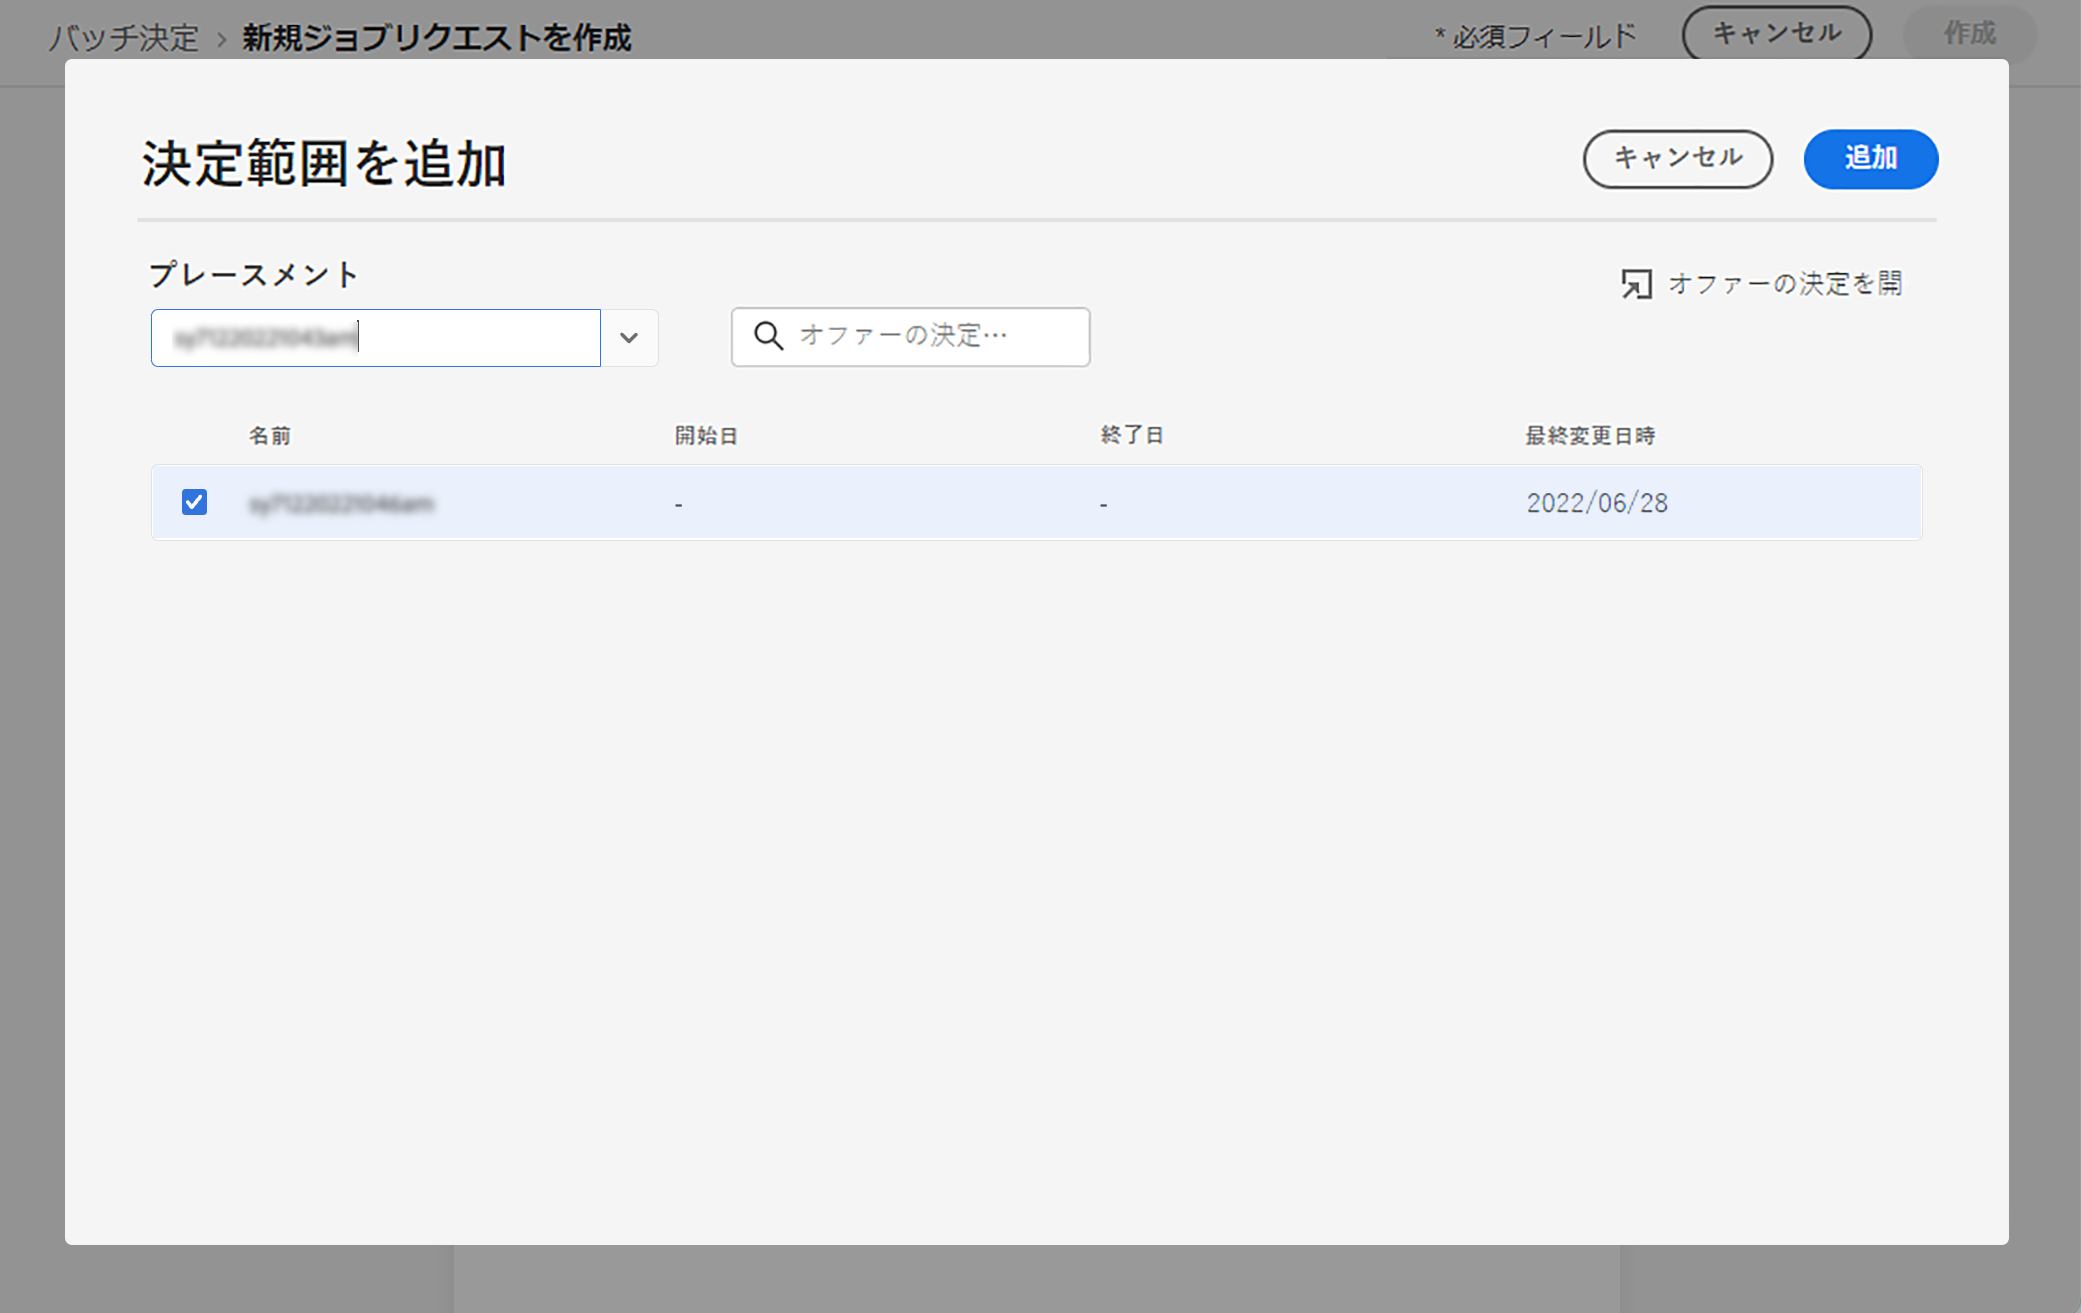 バッチ決定 › 新規ジョブリクエストを作成
* 必須フィールド
キャンセル
作成
決定範囲を追加
キャンセル
追加
プレースメント
オファーの決定を開
オファーの決定…
名前 開始日 終了日 最終変更日時
- - 2022/06/28